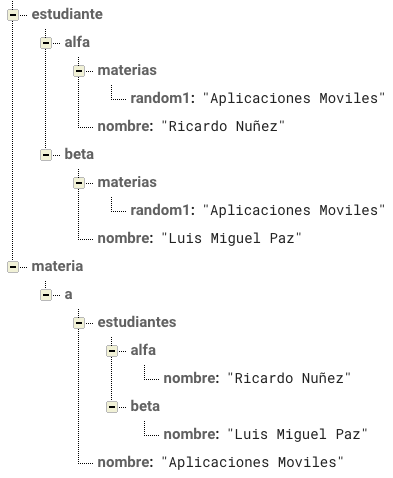 estudiante
alfa
materias
random1: "Aplicaciones Moviles"
nombre: "Ricardo Nuñez"
beta
materias
random1: "Aplicaciones Moviles"
nombre: "Luis Miguel Paz"
materia
a
estudiantes
alfa
nombre: "Ricardo Nuñez"
beta
nombre: "Luis Miguel Paz"
nombre: "Aplicaciones Moviles"